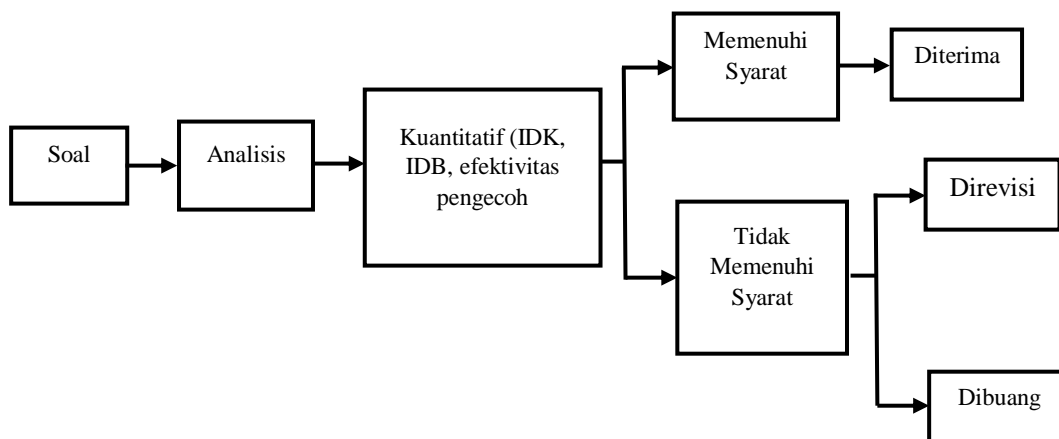 Soal
Analisis
Kuantitatif (IDK,
IDB, efektivitas
pengecoh
Memenuhi
Syarat
Diterima
Tidak
Memenuhi
Syarat
Direvisi
Dibuang